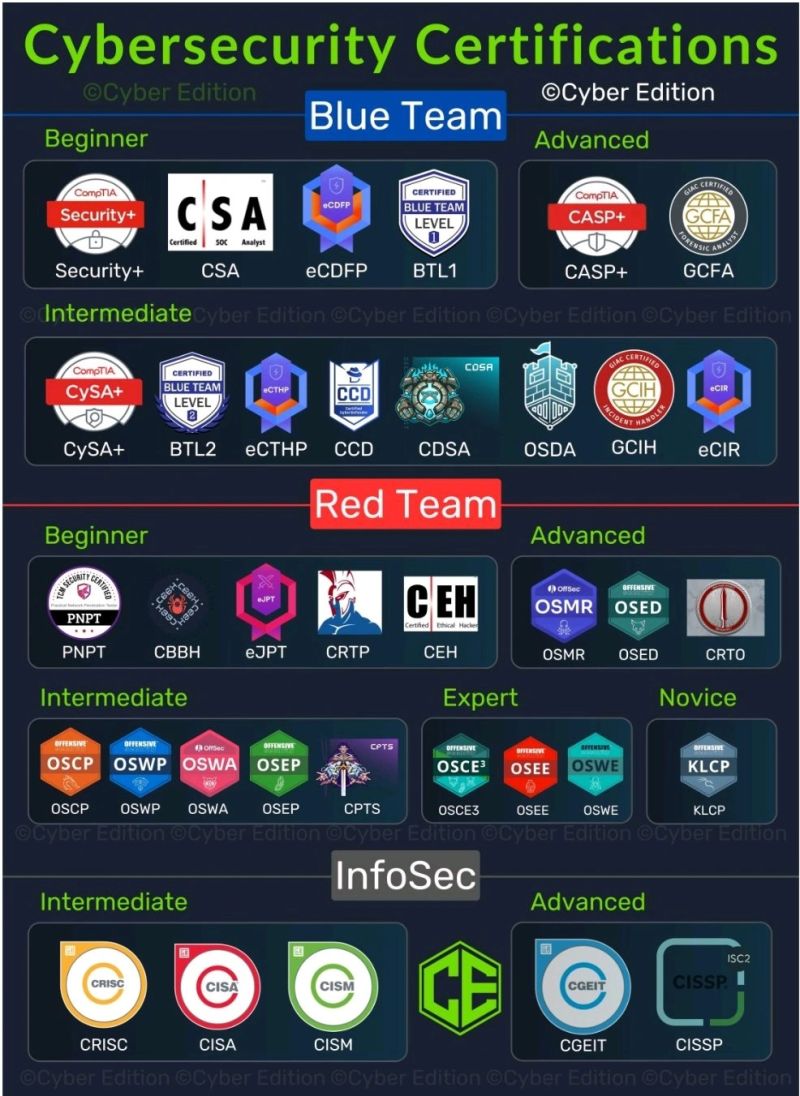 Cybersecurity Certifications
©Cyber Edition ©Cyber Edition
Blue Team
Beginner
CompTIA
Security+
Security+
CSA
Certified SOC Analyst
CSA
eCDFP
eCDFP
CERTIFIED
BLUE TEAM
LEVEL
1
BTL1
Advanced
CompTIA
CASP+
CASP+
GIAC CERTIFIED
GCFA
FORENSIC ANALYST
GCFA
©Cyber Edition ©Cyber Edition ©Cyber Edition ©Cyber Edition ©Cyber Edition
Intermediate
CompTIA
CySA+
CySA+
CERTIFIED
BLUE TEAM
LEVEL
2
BTL2
eCTHP
eCTHP
CCD
Certified
CyberDefender
CCD
CDSA
CDSA
OSDA
GIAC CERTIFIED
GCIH
INCIDENT HANDLER
GCIH
eCIR
eCIR
Red Team
Beginner
TCM SECURITY CERTIFIED
Practical Network Penetration Tester
PNPT
PNPT
CBBH CBBH CBBH
CBBH
eJPT
eJPT
CRTP
CEH
Certified Ethical Hacker
CEH
Advanced
OffSec
OSMR
OSMR
OFFENSIVE
OSED
OSED
CRTO
Intermediate
OFFENSIVE
OSCP
OSCP
OFFENSIVE
OSWP
OSWP
OffSec
OSWA
OSWA
OFFENSIVE
OSEP
OSEP
CPTS
CPTS
Expert
OFFENSIVE
OSCE³
OSCE3
OFFENSIVE
OSEE
OSEE
OFFENSIVE
OSWE
OSWE
Novice
OFFENSIVE
KLCP
KLCP
©Cyber Edition ©Cyber Edition ©Cyber Edition ©Cyber Edition ©Cyber Edition
InfoSec
Intermediate
CRISC
CRISC
CISA
CISA
CISM
CISM
CE
Advanced
CGEIT
CGEIT
ISC2
CISSP
CISSP
©Cyber Edition ©Cyber Edition ©Cyber Edition ©Cyber Edition ©Cyber Edition